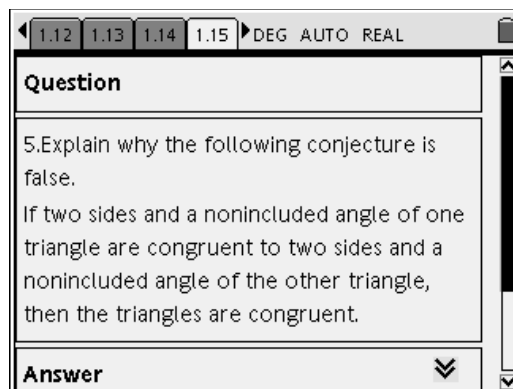 1.12 1.13 1.14 1.15 DEG AUTO REAL
Question
5.Explain why the following conjecture is
false.
If two sides and a nonincluded angle of one
triangle are congruent to two sides and a
nonincluded angle of the other triangle,
then the triangles are congruent.
Answer